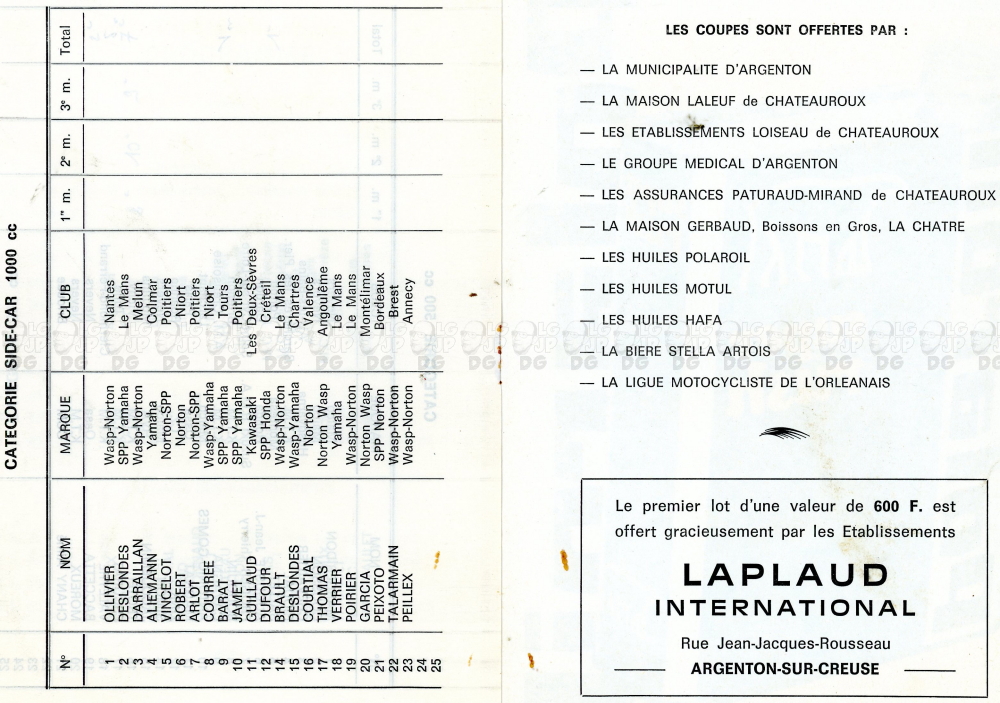 CATEGORIE SIDE-CAR 1000 cc
N° NOM MARQUE CLUB 1" m. 2e m. 3e m. Total
1 OLLIVIER Wasp-Norton Nantes
2 DESLONDES SPP Yamaha Le Mans
3 DARRAILLAN Wasp-Norton Melun
4 ALIEMANN Yamaha Colmar
5 VINCELOT Norton-SPP Poitiers
6 ROBERT Norton Niort
7 ARLOT Norton-SPP Poitiers
8 COURREE Wasp-Yamaha Niort
9 BABAT SPP Yamaha Tours
10 JAMET SPP Yamaha Poitiers
11 GUILLAUD Kawasaki Les Deux-Sèvres
12 DUFOUR SPP Honda Créteil
14 BRAULT Wasp-Norton Le Mans
15 DESLONDES Wasp-Yamaha Chartres
16 COURTIAL Norton Valence
17 THOMAS Norton Wasp Angoulême
18 VERRIER Yamaha Le Mans
19 POIRIER Wasp-Norton Le Mans
20 GARCIA Norton Wasp Montélimar
21 PEIXOTO SPP Norton Bordeaux
22 TALARMAIN Wasp-Norton Brest
23 PEILLEX Wasp-Norton Annecy
24
25
LES COUPES SONT OFFERTES PAR :
— LA MUNICIPALITE D'ARGENTON
— LA MAISON LALEUF de CHATEAUROUX
— LES ETABLISSEMENTS LOISEAU de CHATEAUROUX
— LE GROUPE MEDICAL D'ARGENTON
— LES ASSURANCES PATURAUD-MIRAND de CHATEAUROUX
— LA MAISON GERBAUD, Boissons en Gros, LA CHATRE
— LES HUILES POLAROIL
— LES HUILES MOTUL
— LES HUILES HAFA
— LA BIERE STELLA ARTOIS
— LA LIGUE MOTOCYCLISTE DE L'ORLEANAIS
Le premier lot d'une valeur de 600 F. est
offert gracieusement par les Etablissements
LAPLAUD
INTERNATIONAL
Rue Jean-Jacques-Rousseau
ARGENTON-SUR-CREUSE